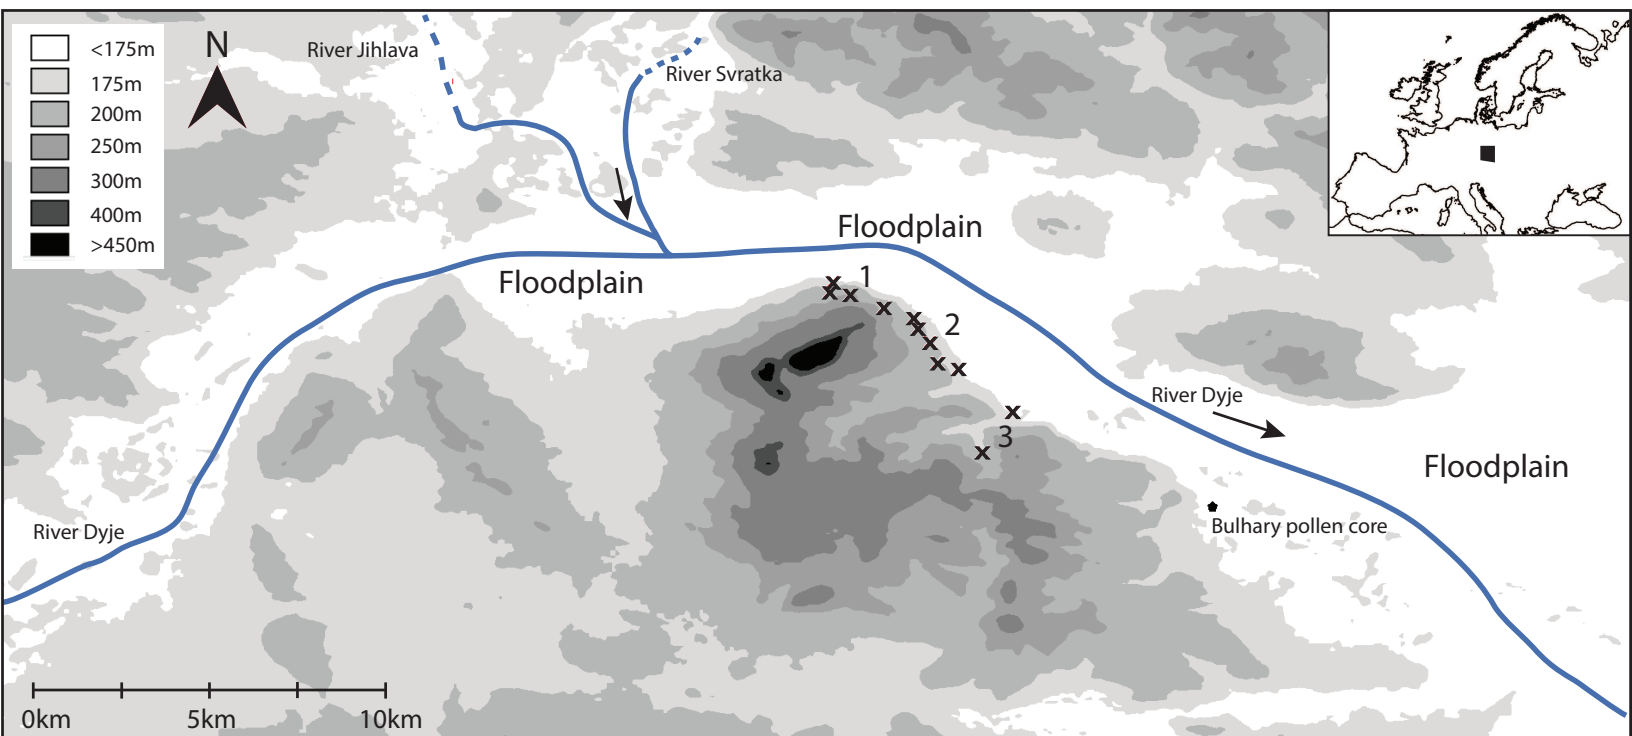 <175m
175m
200m
250m
300m
400m
>450m
N
River Jihlava
River Svratka
Floodplain
Floodplain
1
2
3
River Dyje
Floodplain
Bulhary pollen core
River Dyje
0km 5km 10km